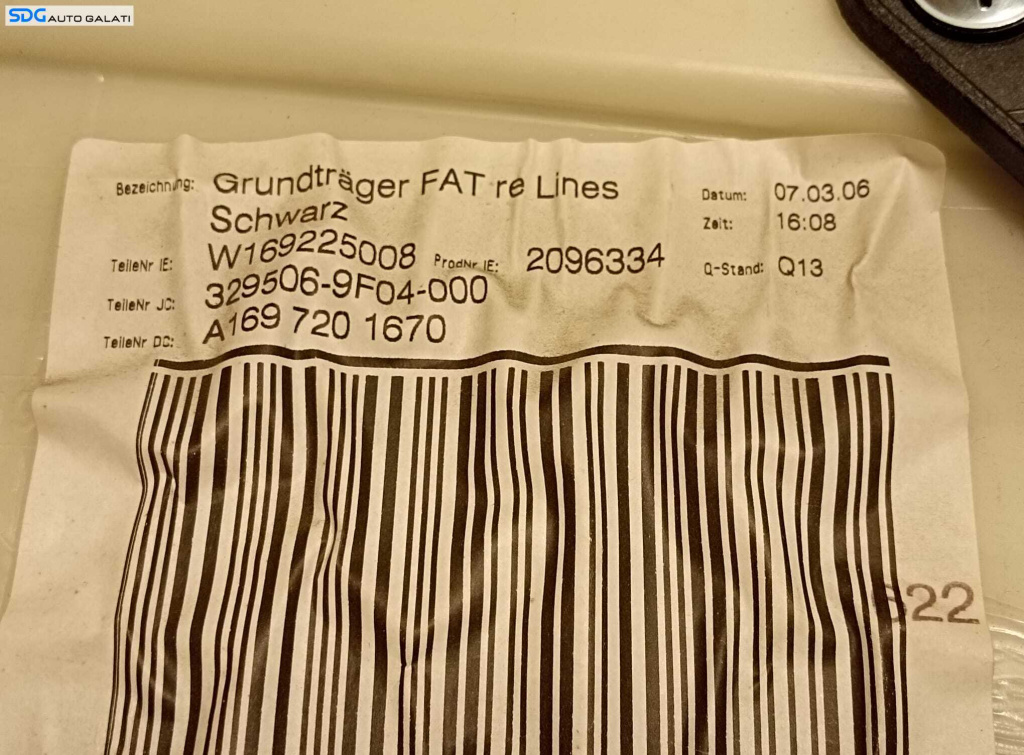 SDG AUTO GALATI
Bezeichnung: Grundträger FAT re Lines
Schwarz
Datum: 07.03.06
Zeit: 16:08
TeileNr IE: W169225008 ProdNr IE: 2096334
Q-Stand: Q13
TeileNr JC: 329506-9F04-000
TeileNr DC: A169 720 1670
622